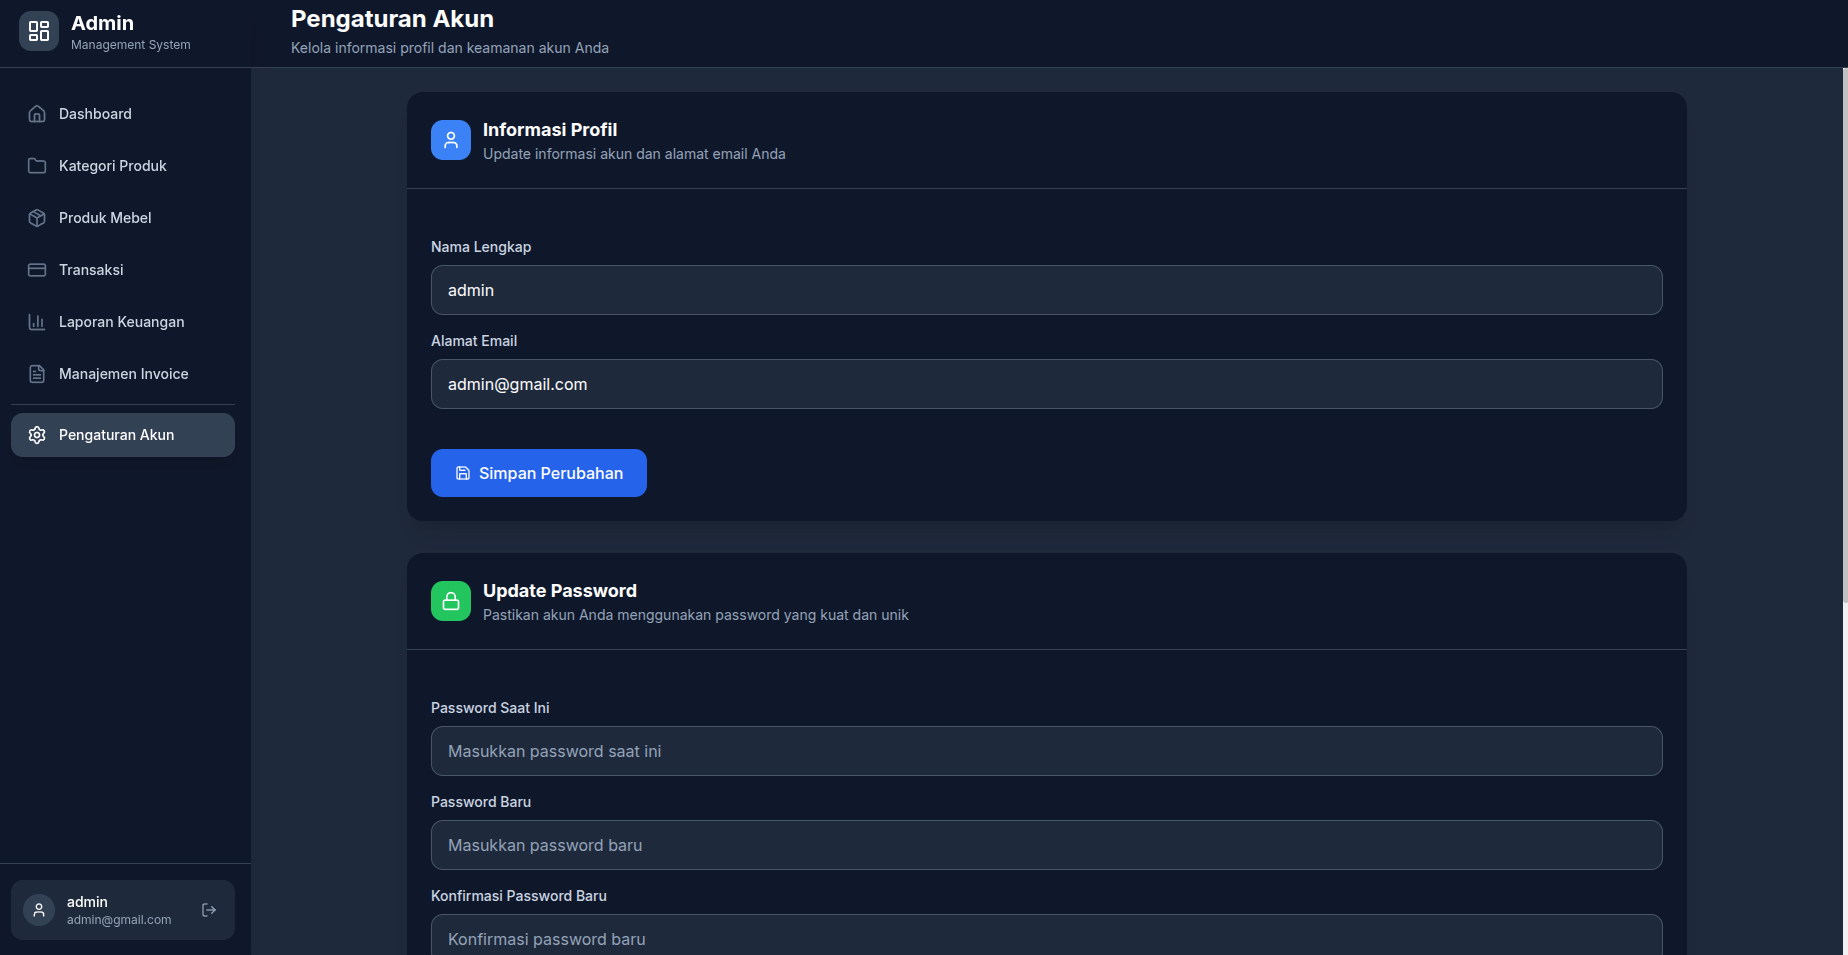 Admin
Management System
Dashboard
Kategori Produk
Produk Mebel
Transaksi
Laporan Keuangan
Manajemen Invoice
Pengaturan Akun
admin
admin@gmail.com
Pengaturan Akun
Kelola informasi profil dan keamanan akun Anda
Informasi Profil
Update informasi akun dan alamat email Anda
Nama Lengkap
admin
Alamat Email
admin@gmail.com
Simpan Perubahan
Update Password
Pastikan akun Anda menggunakan password yang kuat dan unik
Password Saat Ini
Masukkan password saat ini
Password Baru
Masukkan password baru
Konfirmasi Password Baru
Konfirmasi password baru